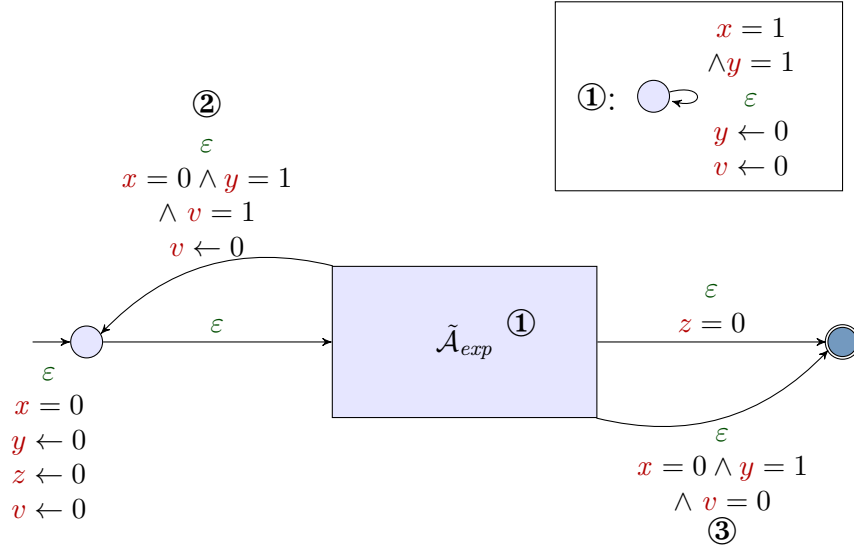 x = 1
∧y = 1
①:
ε
y ← 0
v ← 0
②
ε
x = 0 ∧ y = 1
∧ v = 1
v ← 0
ε
Ã_exp ①
ε
z = 0
ε
x = 0
y ← 0
z ← 0
v ← 0
ε
x = 0 ∧ y = 1
∧ v = 0
③